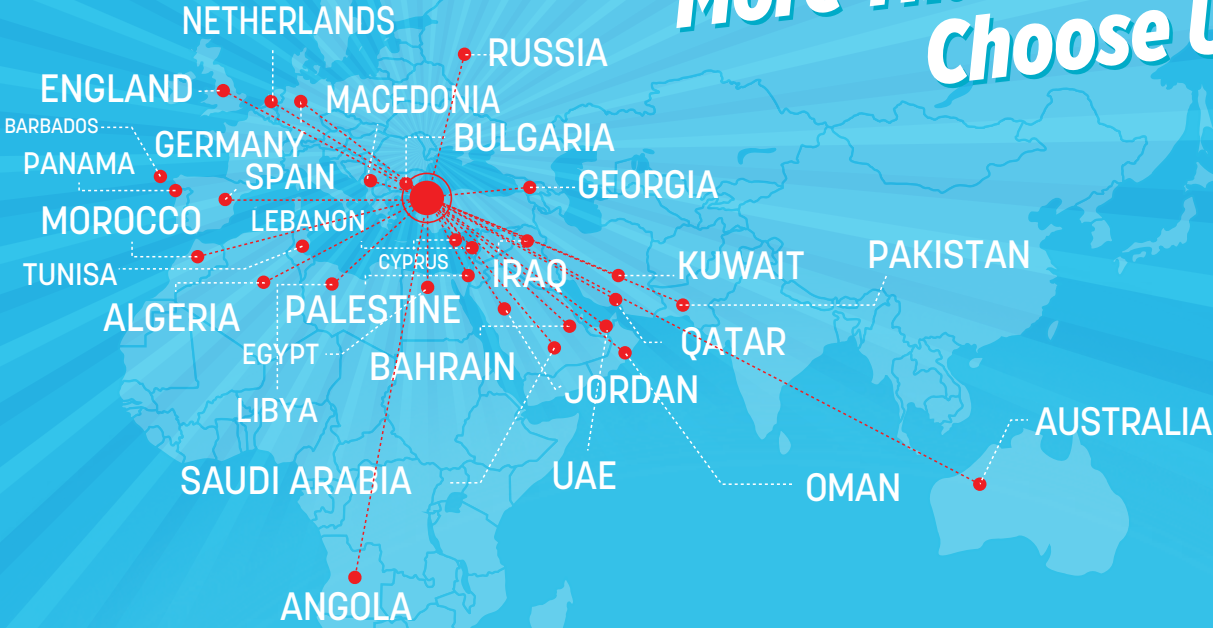 More
Choose
NETHERLANDS
RUSSIA
ENGLAND
MACEDONIA
BARBADOS
GERMANY
BULGARIA
PANAMA
SPAIN
GEORGIA
MOROCCO
LEBANON
CYPRUS
KUWAIT
PAKISTAN
TUNISA
IRAQ
ALGERIA
PALESTINE
QATAR
EGYPT
BAHRAIN
JORDAN
LIBYA
AUSTRALIA
SAUDI ARABIA
UAE
OMAN
ANGOLA